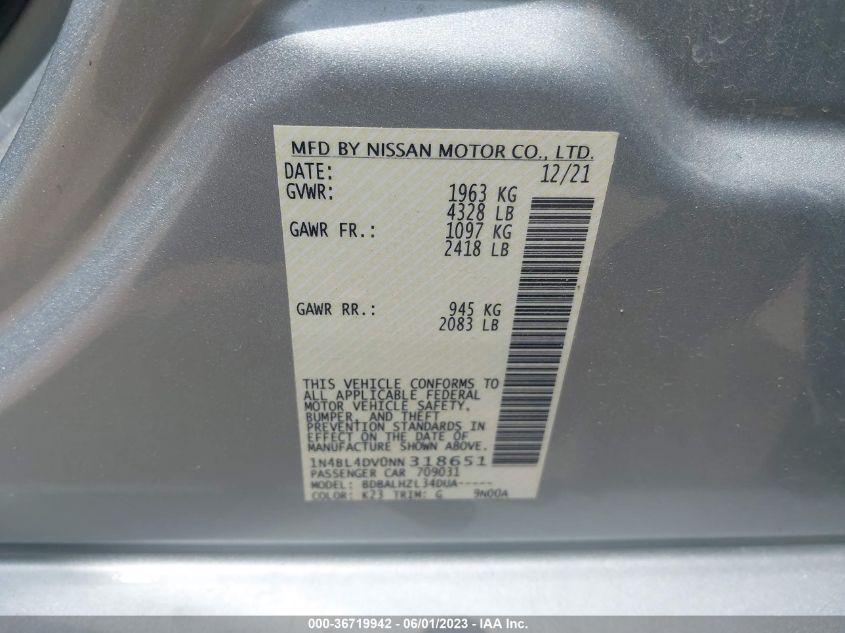 MFD BY NISSAN MOTOR CO., LTD.
DATE: 12/21
GVWR: 1963 KG
4328 LB
GAWR FR.: 1097 KG
2418 LB
GAWR RR.: 945 KG
2083 LB
THIS VEHICLE CONFORMS TO
ALL APPLICABLE FEDERAL
MOTOR VEHICLE SAFETY,
BUMPER, AND THEFT
PREVENTION STANDARDS IN
EFFECT ON THE DATE OF
MANUFACTURE SHOWN ABOVE.
1N4BL4DV0NN318651
PASSENGER CAR 709031
MODEL: BDBALHZL34DUA-----
COLOR: K23 TRIM: G 9N00A
000-36719942 - 06/01/2023 - IAA Inc.